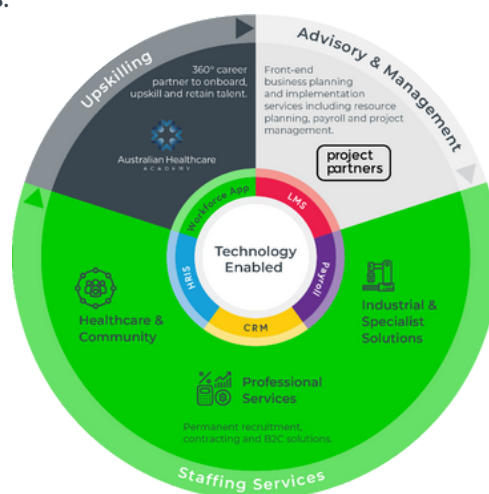 s.
Upskilling
360° career
partner to onboard,
upskill and retain talent.
Australian Healthcare
ACADEMY
Advisory & Management
Front-end
business planning
and implementation
services including resource
planning, payroll and project
management.
project
partners
Workforce App
LMS
Payroll
CRM
HRIS
Technology
Enabled
Healthcare &
Community
Industrial &
Specialist
Solutions
Professional
Services
Permanent recruitment,
contracting and B2C solutions.
Staffing Services